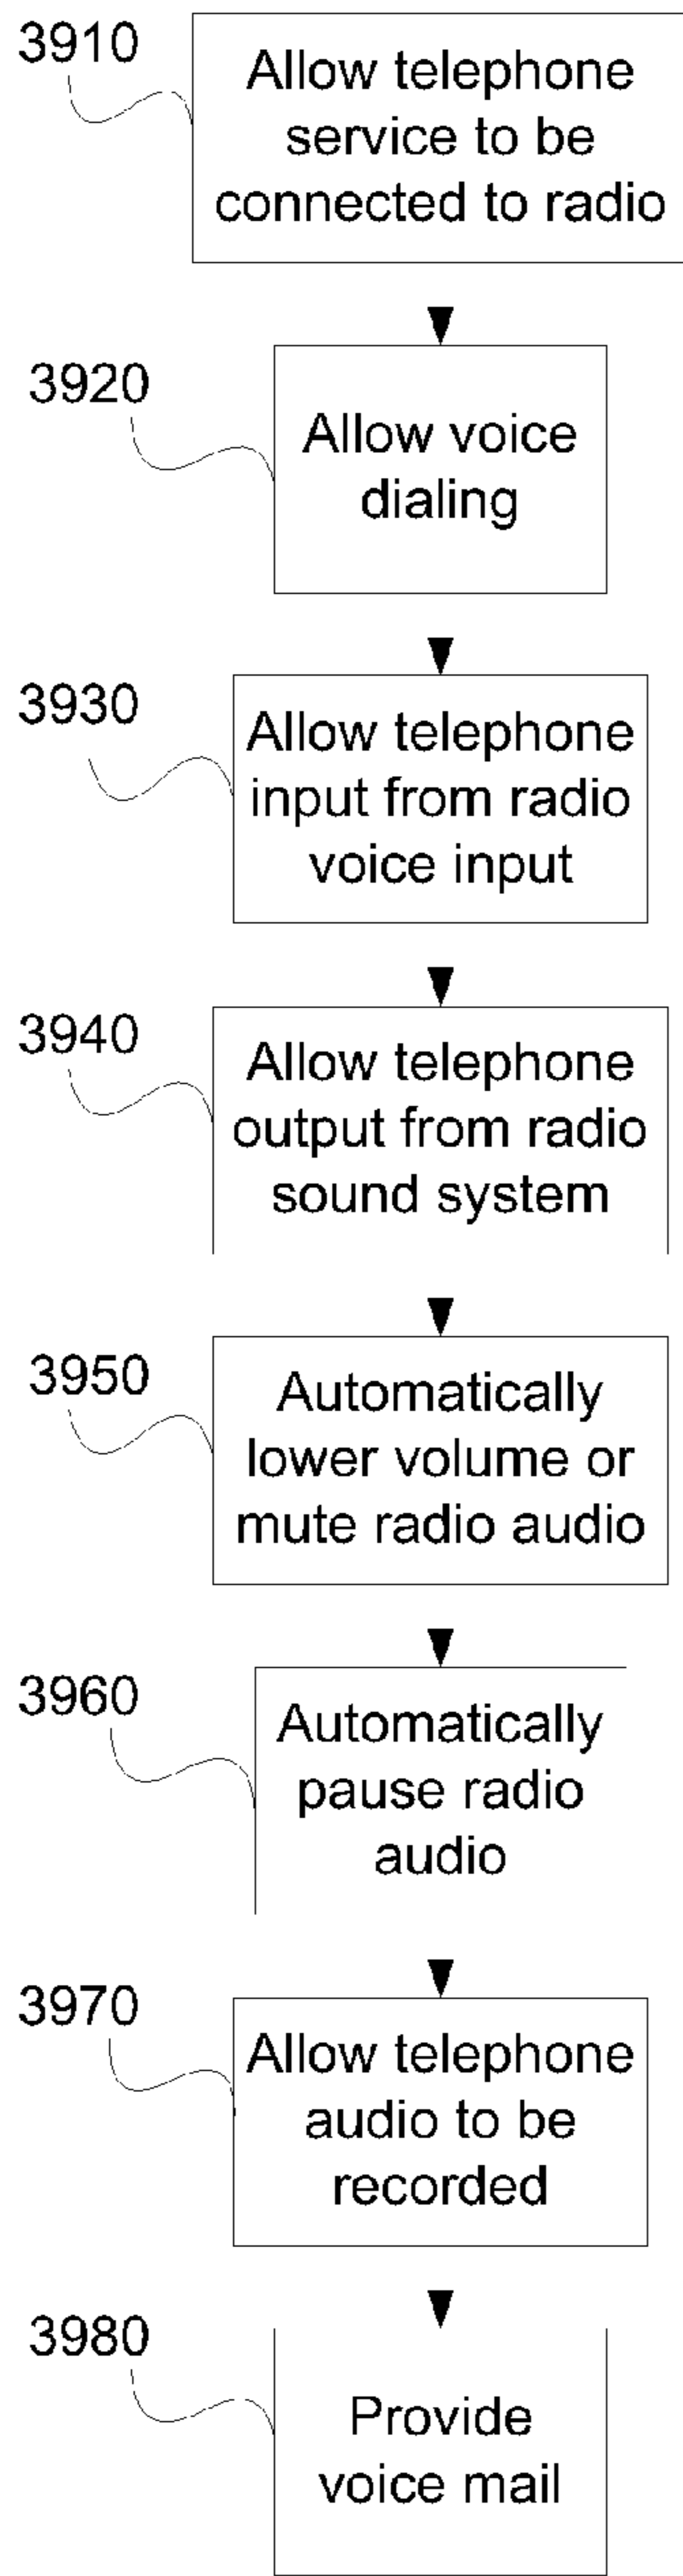 3910
Allow telephone
service to be
connected to radio
3920
Allow voice
dialing
3930
Allow telephone
input from radio
voice input
3940
Allow telephone
output from radio
sound system
3950
Automatically
lower volume or
mute radio audio
3960
Automatically
pause radio
audio
3970
Allow telephone
audio to be
recorded
3980
Provide
voice mail